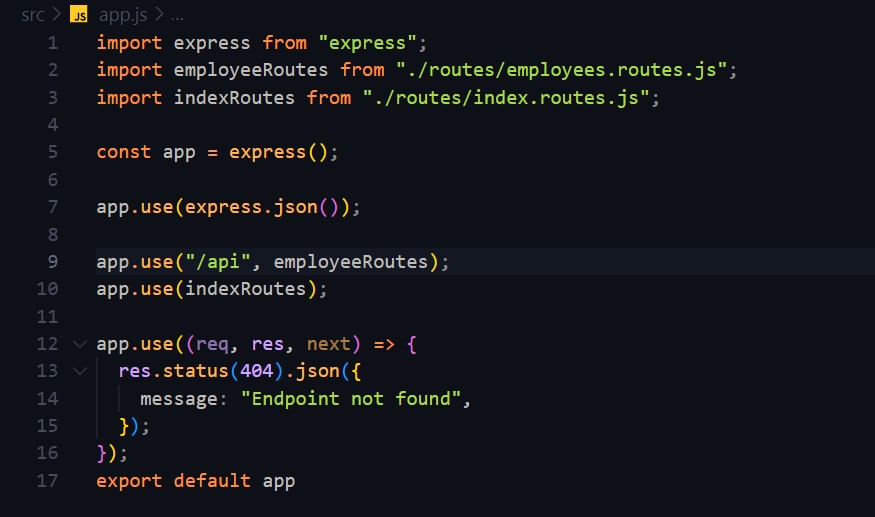 src > JS app.js > ...
1 import express from "express";
2 import employeeRoutes from "./routes/employees.routes.js";
3 import indexRoutes from "./routes/index.routes.js";
4
5 const app = express();
6
7 app.use(express.json());
8
9 app.use("/api", employeeRoutes);
10 app.use(indexRoutes);
11
12 app.use((req, res, next) => {
13   res.status(404).json({
14     message: "Endpoint not found",
15   });
16 });
17 export default app